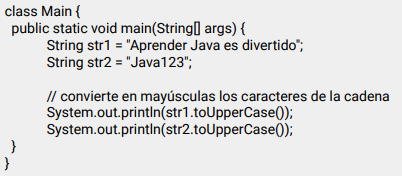 class Main {
public static void main(String[] args) {
String str1 = "Aprender Java es divertido";
String str2 = "Java123";
// convierte en mayúsculas los caracteres de la cadena
System.out.println(str1.toUpperCase());
System.out.println(str2.toUpperCase());
}
}